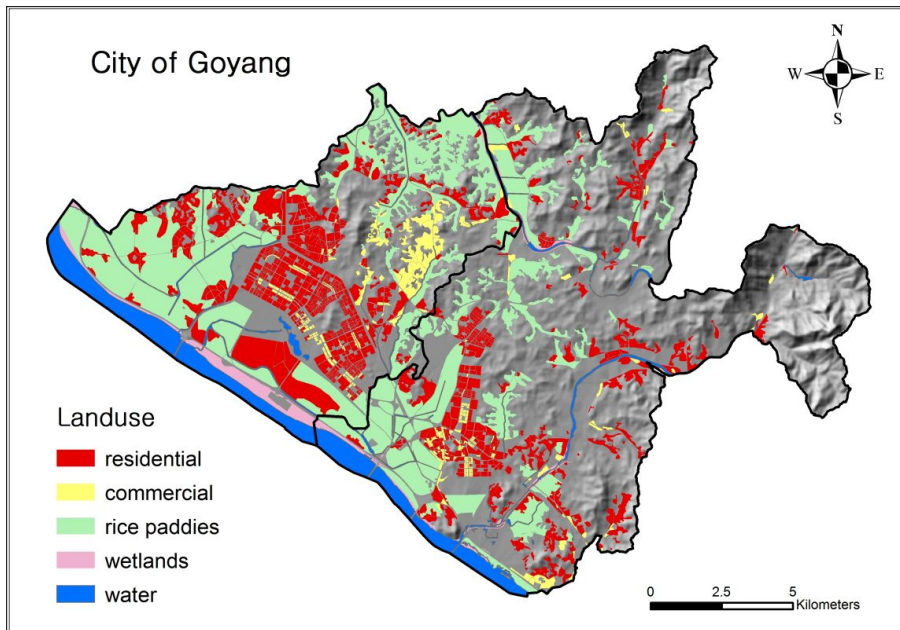 City of Goyang
N
W E
S
Landuse
residential
commercial
rice paddies
wetlands
water
0 2.5 5
Kilometers